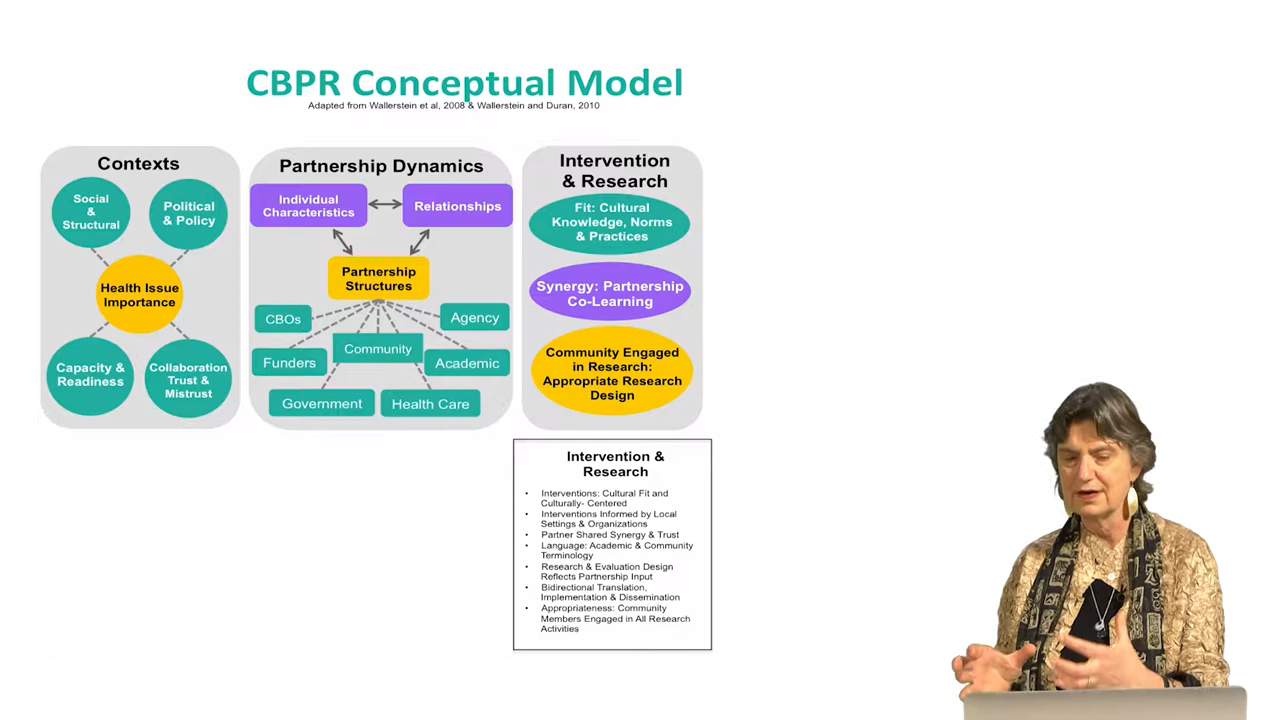 CBPR Conceptual Model
Adapted from Wallerstein et al, 2008 & Wallerstein and Duran, 2010
Contexts
Social
&
Structural
Political
& Policy
Health Issue
Importance
Capacity &
Readiness
Collaboration
Trust &
Mistrust
Partnership Dynamics
Individual
Characteristics
Relationships
Partnership
Structures
CBOs
Agency
Community
Funders
Academic
Government
Health Care
Intervention
& Research
Fit: Cultural
Knowledge, Norms
& Practices
Synergy: Partnership
Co-Learning
Community Engaged
in Research:
Appropriate Research
Design
Intervention &
Research
• Interventions: Cultural Fit and
Culturally- Centered
• Interventions Informed by Local
Settings & Organizations
• Partner Shared Synergy & Trust
• Language: Academic & Community
Terminology
• Research & Evaluation Design
Reflects Partnership Input
• Bidirectional Translation,
Implementation & Dissemination
• Appropriateness: Community
Members Engaged in All Research
Activities